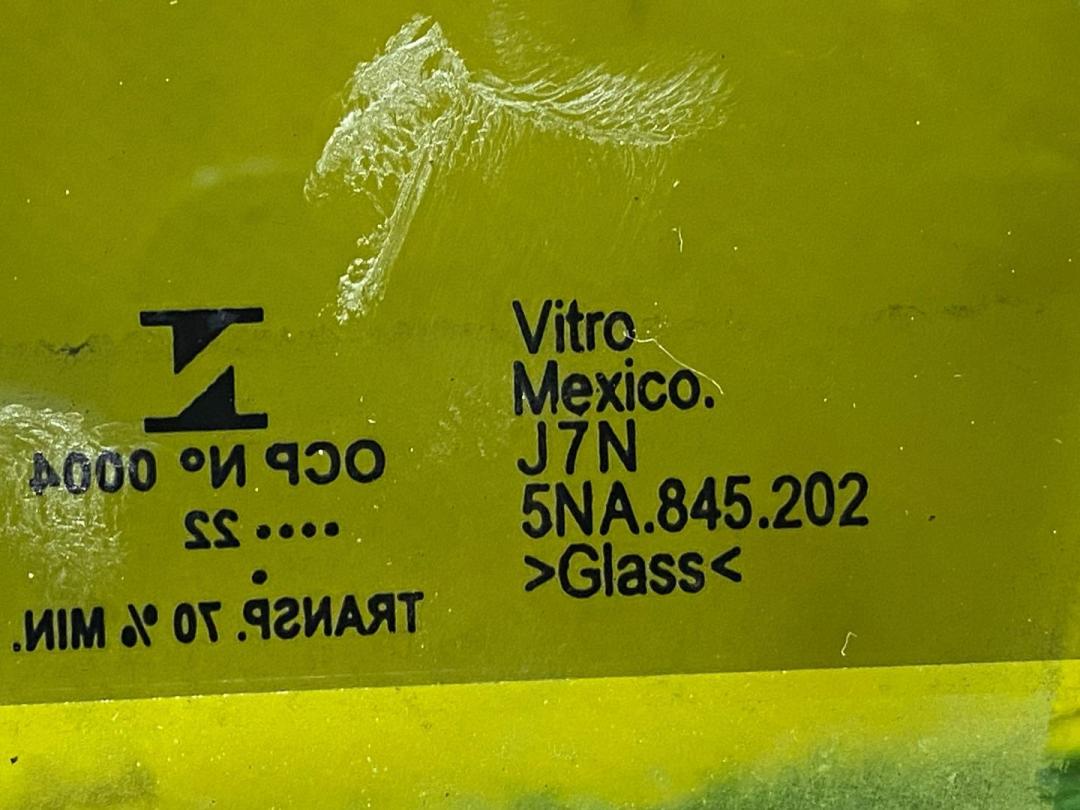 OCP Nº 0004
.... 22
.
TRANSP. 70 % MIN.
Vitro
Mexico.
J7N
5NA.845.202
>Glass<